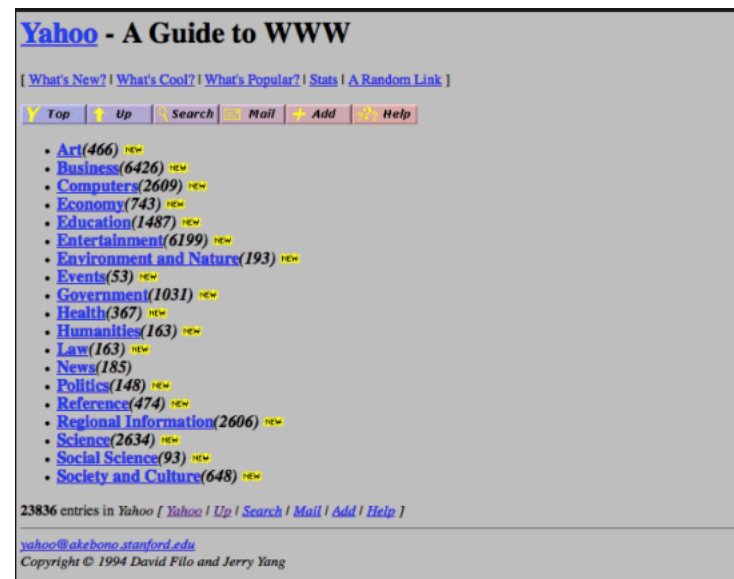 Yahoo - A Guide to WWW
[ What's New? | What's Cool? | What's Popular? | Stats | A Random Link ]
Top Up Search Mail Add Help
Art(466) NEW
Business(6426) NEW
Computers(2609) NEW
Economy(743) NEW
Education(1487) NEW
Entertainment(6199) NEW
Environment and Nature(193) NEW
Events(53) NEW
Government(1031) NEW
Health(367) NEW
Humanities(163) NEW
Law(163) NEW
News(185)
Politics(148) NEW
Reference(474) NEW
Regional Information(2606) NEW
Science(2634) NEW
Social Science(93) NEW
Society and Culture(648) NEW
23836 entries in Yahoo [ Yahoo | Up | Search | Mail | Add | Help ]
yahoo@akebono.stanford.edu
Copyright © 1994 David Filo and Jerry Yang